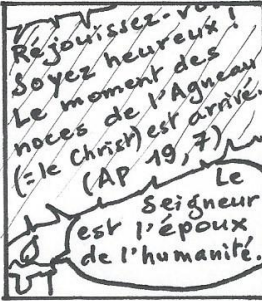 Réjouissez-vous !
Soyez heureux !
Le moment des
noces de l'Agneau
(= le Christ) est arrivé.
(AP 19, 7)
Le
Seigneur
est l'époux
de l'humanité.